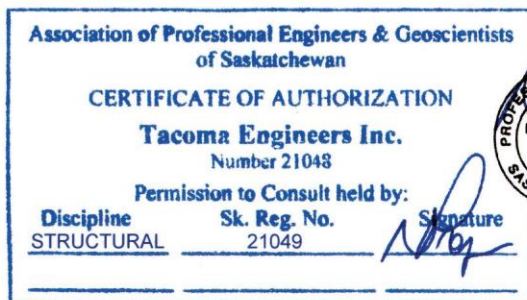 Association of Professional Engineers & Geoscientists
of Saskatchewan
CERTIFICATE OF AUTHORIZATION
Tacoma Engineers Inc.
Number 21048
Permission to Consult held by:
Discipline Sk. Reg. No. Signature
STRUCTURAL 21049